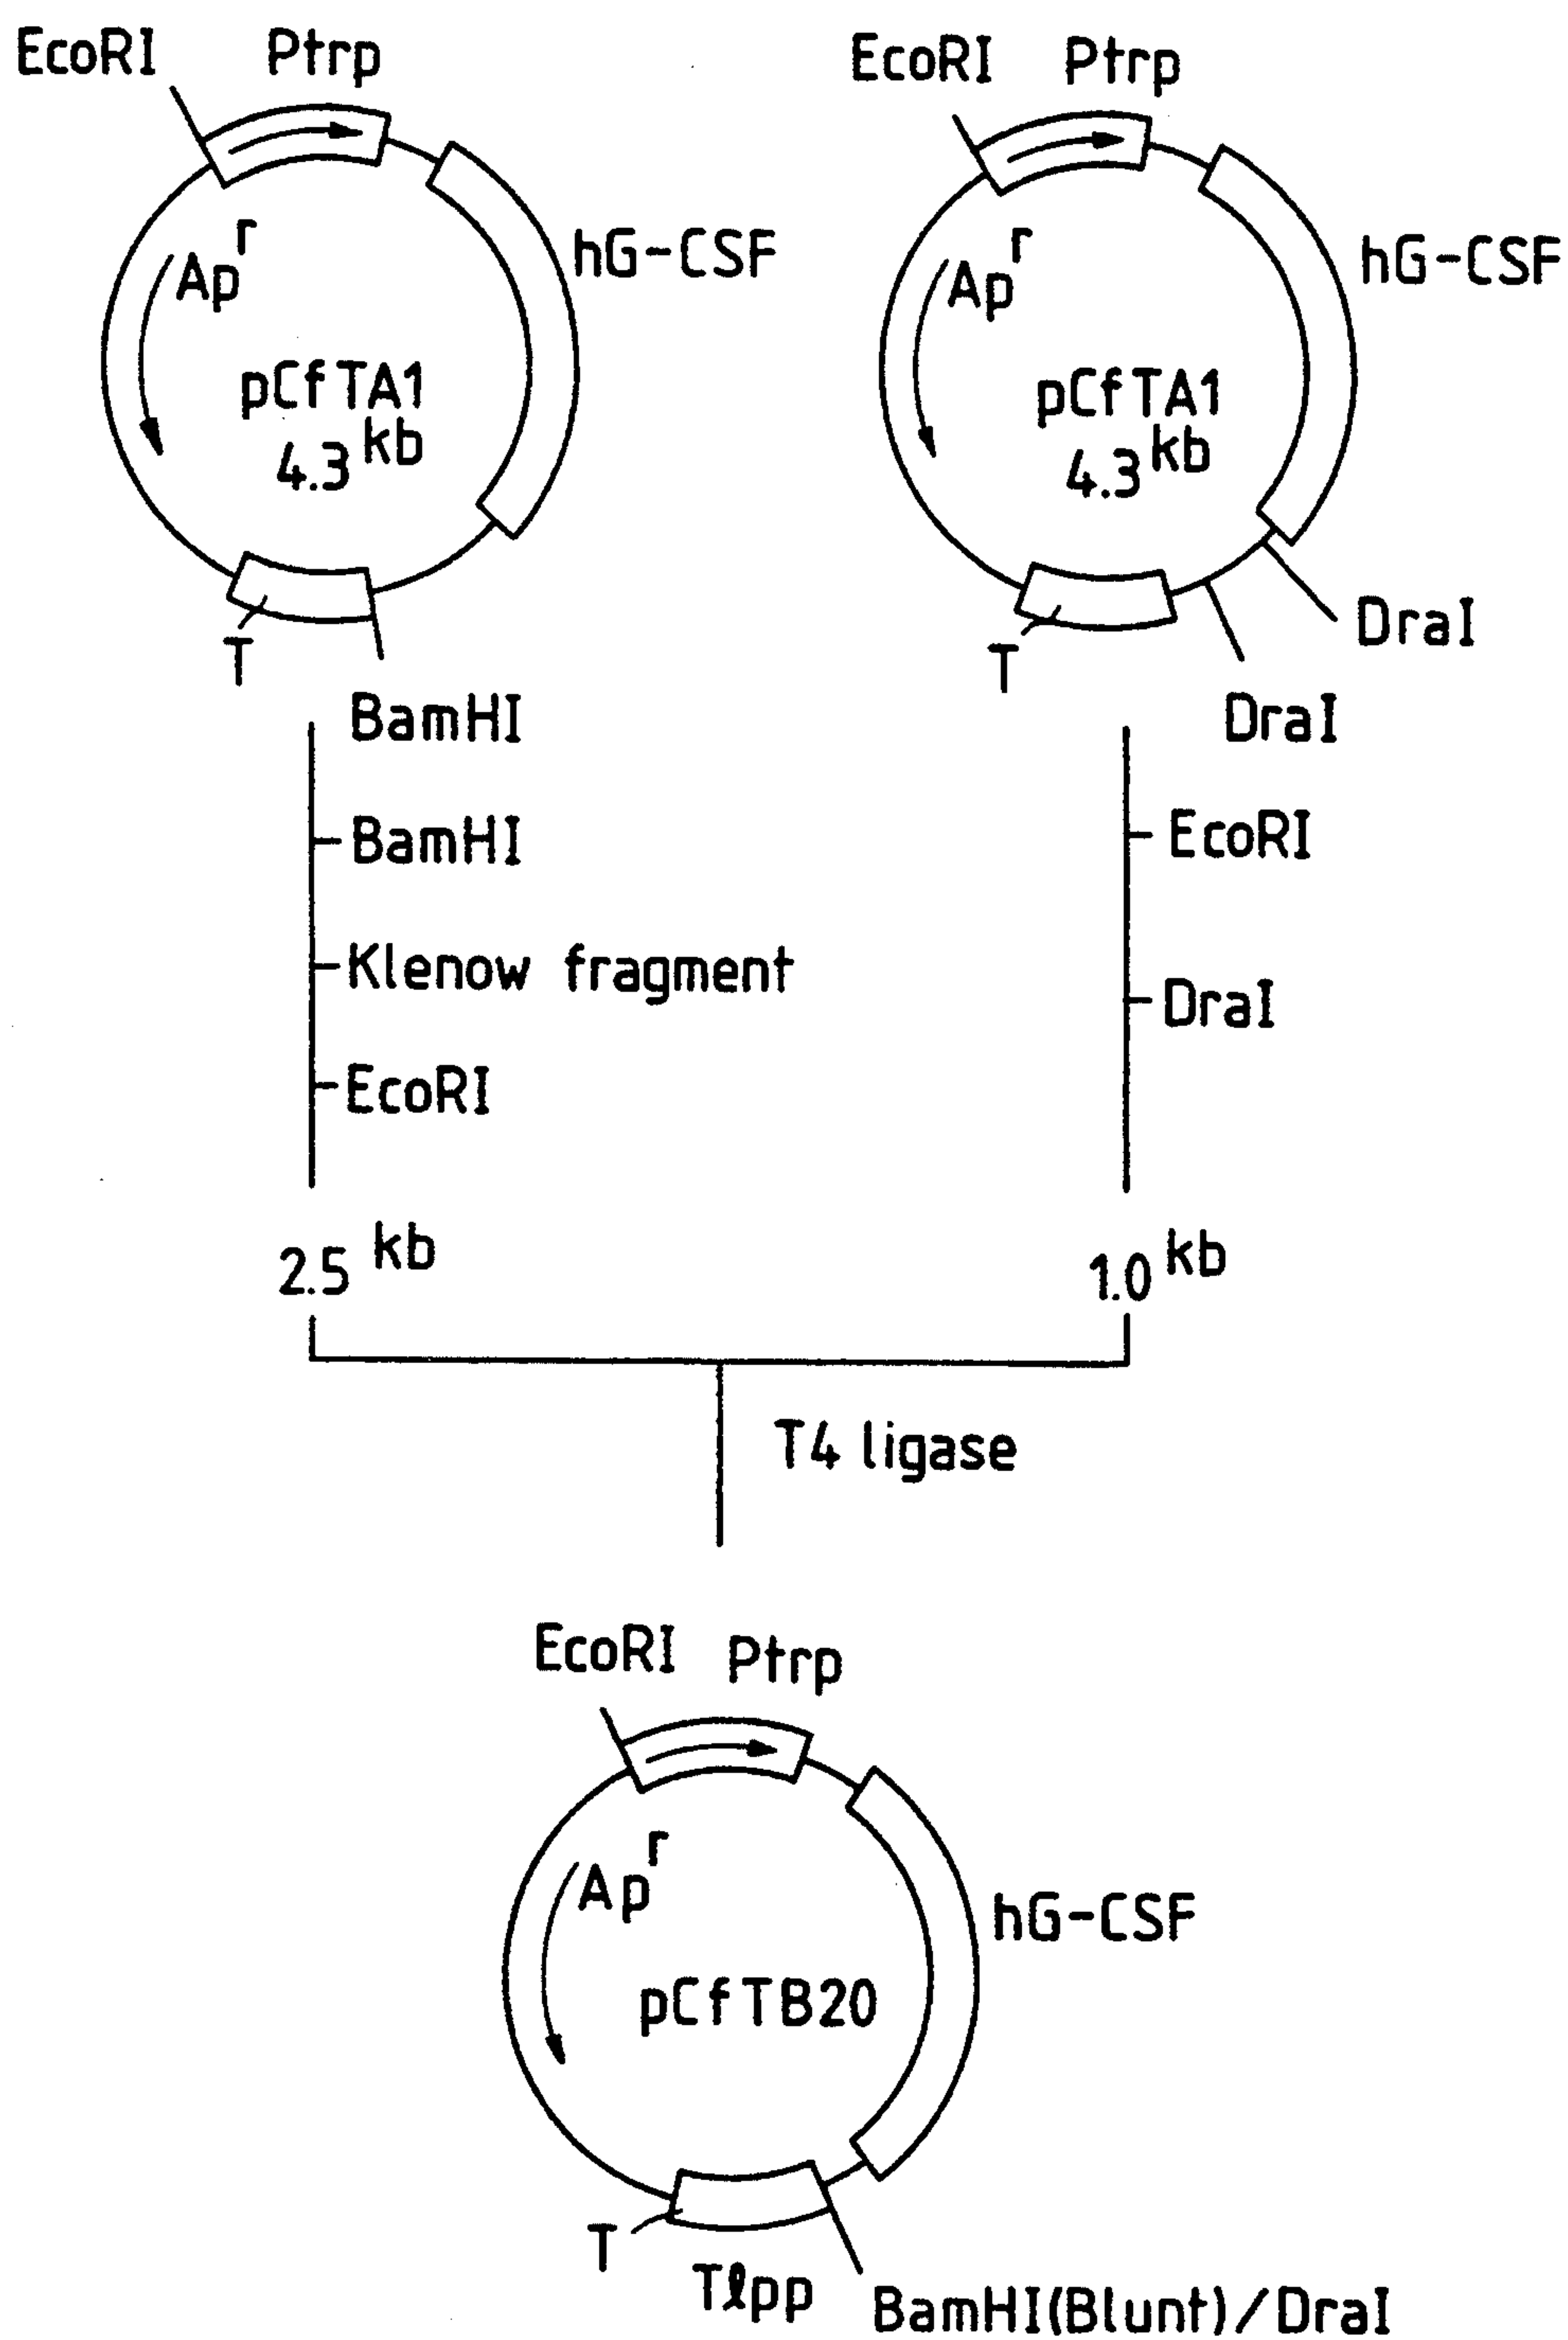 EcoRI Ptrp
Apr
hG-CSF
pCfTA1
4.3 kb
T
BamHI
EcoRI Ptrp
Apr
hG-CSF
pCfTA1
4.3 kb
T
DraI
DraI
BamHI
Klenow fragment
EcoRI
2.5 kb
EcoRI
DraI
1.0 kb
T4 ligase
EcoRI Ptrp
Apr
hG-CSF
pCfTB20
T
Tlpp
BamHI(Blunt)/DraI